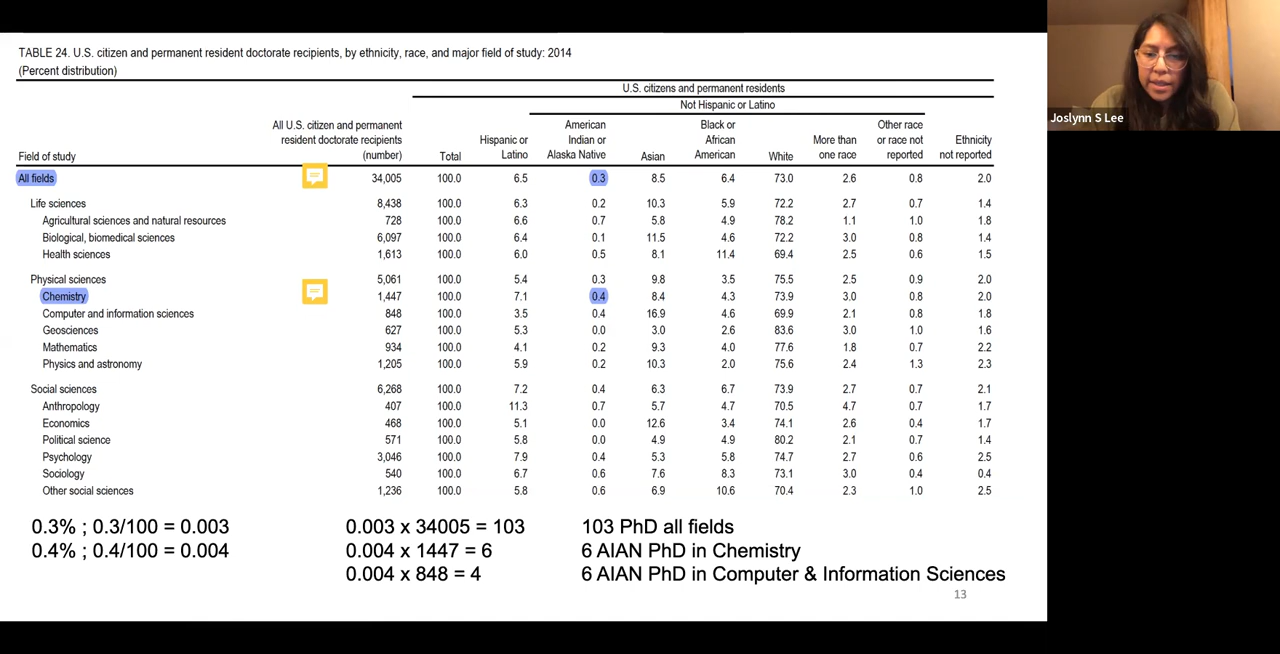 TABLE 24. U.S. citizen and permanent resident doctorate recipients, by ethnicity, race, and major field of study: 2014
(Percent distribution)
U.S. citizens and permanent residents
Not Hispanic or Latino
All U.S. citizen and permanent resident doctorate recipients (number)
Total
Hispanic or Latino
American Indian or Alaska Native
Asian
Black or African American
White
More than one race
Other race or race not reported
Ethnicity not reported
Field of study
All fields 34,005 100.0 6.5 0.3 8.5 6.4 73.0 2.6 0.8 2.0
Life sciences 8,438 100.0 6.3 0.2 10.3 5.9 72.2 2.7 0.7 1.4
Agricultural sciences and natural resources 728 100.0 6.6 0.7 5.8 4.9 78.2 1.1 1.0 1.8
Biological, biomedical sciences 6,097 100.0 6.4 0.1 11.5 4.6 72.2 3.0 0.8 1.4
Health sciences 1,613 100.0 6.0 0.5 8.1 11.4 69.4 2.5 0.6 1.5
Physical sciences 5,061 100.0 5.4 0.3 9.8 3.5 75.5 2.5 0.9 2.0
Chemistry 1,447 100.0 7.1 0.4 8.4 4.3 73.9 3.0 0.8 2.0
Computer and information sciences 848 100.0 3.5 0.4 16.9 4.6 69.9 2.1 0.8 1.8
Geosciences 627 100.0 5.3 0.0 3.0 2.6 83.6 3.0 1.0 1.6
Mathematics 934 100.0 4.1 0.2 9.3 4.0 77.6 1.8 0.7 2.2
Physics and astronomy 1,205 100.0 5.9 0.2 10.3 2.0 75.6 2.4 1.3 2.3
Social sciences 6,268 100.0 7.2 0.4 6.3 6.7 73.9 2.7 0.7 2.1
Anthropology 407 100.0 11.3 0.7 5.7 4.7 70.5 4.7 0.7 1.7
Economics 468 100.0 5.1 0.0 12.6 3.4 74.1 2.6 0.4 1.7
Political science 571 100.0 5.8 0.0 4.9 4.9 80.2 2.1 0.7 1.4
Psychology 3,046 100.0 7.9 0.4 5.3 5.8 74.7 2.7 0.6 2.5
Sociology 540 100.0 6.7 0.6 7.6 8.3 73.1 3.0 0.4 0.4
Other social sciences 1,236 100.0 5.8 0.6 6.9 10.6 70.4 2.3 1.0 2.5
0.3% ; 0.3/100 = 0.003 0.003 x 34005 = 103 103 PhD all fields
0.4% ; 0.4/100 = 0.004 0.004 x 1447 = 6 6 AIAN PhD in Chemistry
0.004 x 848 = 4 6 AIAN PhD in Computer & Information Sciences
13
Joslynn S Lee